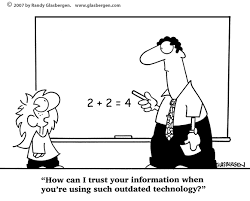 © 2007 by Randy Glasbergen. www.glasbergen.com
2 + 2 = 4
GLASBERGEN
"How can I trust your information when
you're using such outdated technology?"